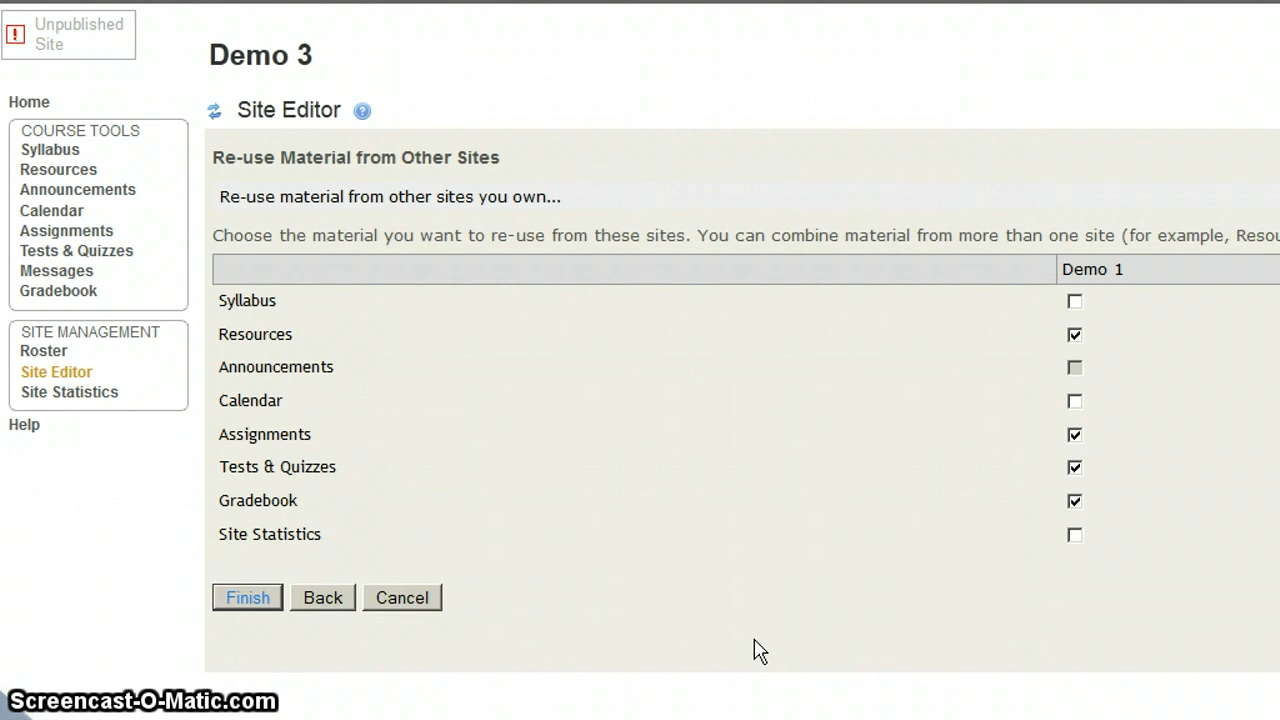 Unpublished
Site
Demo 3
Home
Site Editor
COURSE TOOLS
Syllabus
Resources
Announcements
Calendar
Assignments
Tests & Quizzes
Messages
Gradebook
SITE MANAGEMENT
Roster
Site Editor
Site Statistics
Help
Re-use Material from Other Sites
Re-use material from other sites you own...
Choose the material you want to re-use from these sites. You can combine material from more than one site (for example, Resou
Demo 1
Syllabus
Resources
Announcements
Calendar
Assignments
Tests & Quizzes
Gradebook
Site Statistics
Finish Back Cancel
Screencast-O-Matic.com